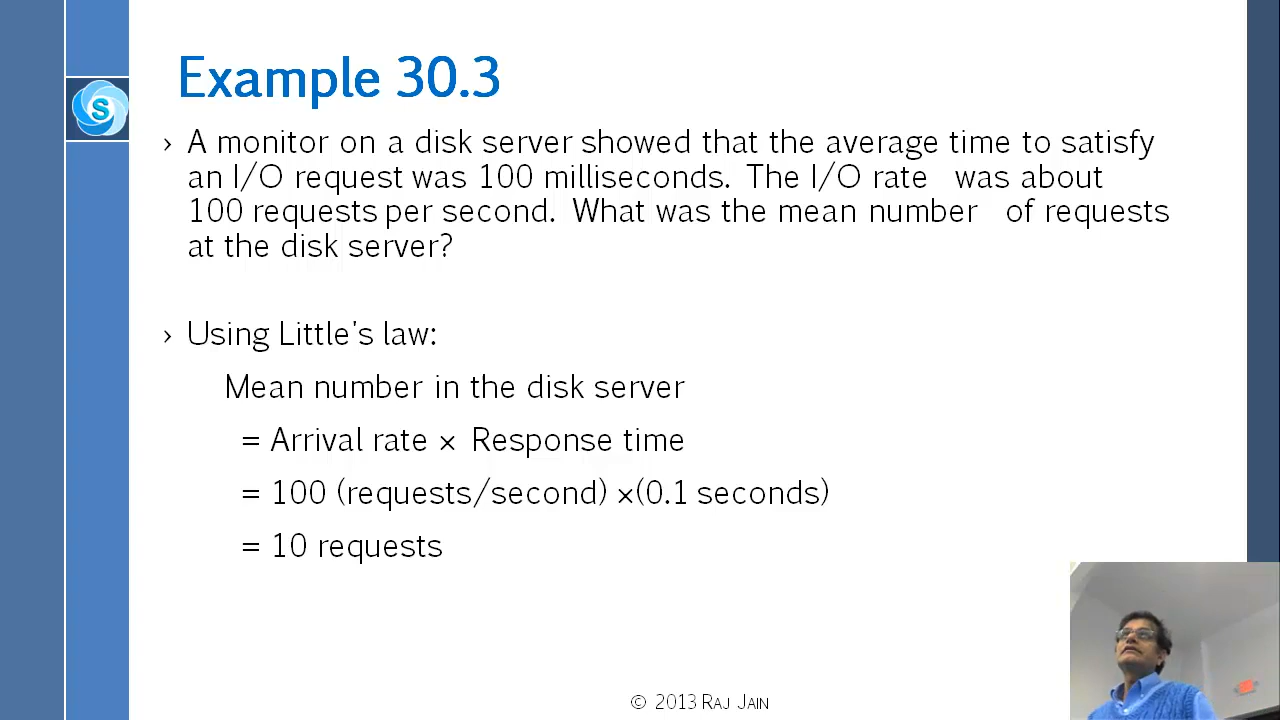 Example 30.3
S
› A monitor on a disk server showed that the average time to satisfy
an I/O request was 100 milliseconds. The I/O rate was about
100 requests per second. What was the mean number of requests
at the disk server?
› Using Little's law:
Mean number in the disk server
= Arrival rate × Response time
= 100 (requests/second) ×(0.1 seconds)
= 10 requests
© 2013 RAJ JAIN